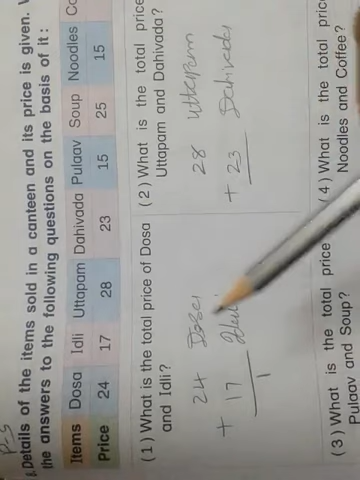 P-3
Details of the items sold in a canteen and its price is given.
the answers to the following questions on the basis of it :
Items Dosa Idli Uttapam Dahivada Pulaav Soup Noodles Co
Price 24 17 28 23 15 25 15
(1) What is the total price of Dosa
and Idli?
24 Dosa
+ 17 Idli
1
(2) What is the total price
Uttapam and Dahivada?
28 Uttapam
+ 23 Dahivada
(3) What is the total price
Pulaav and Soup?
(4) What is the total price
Noodles and Coffee?